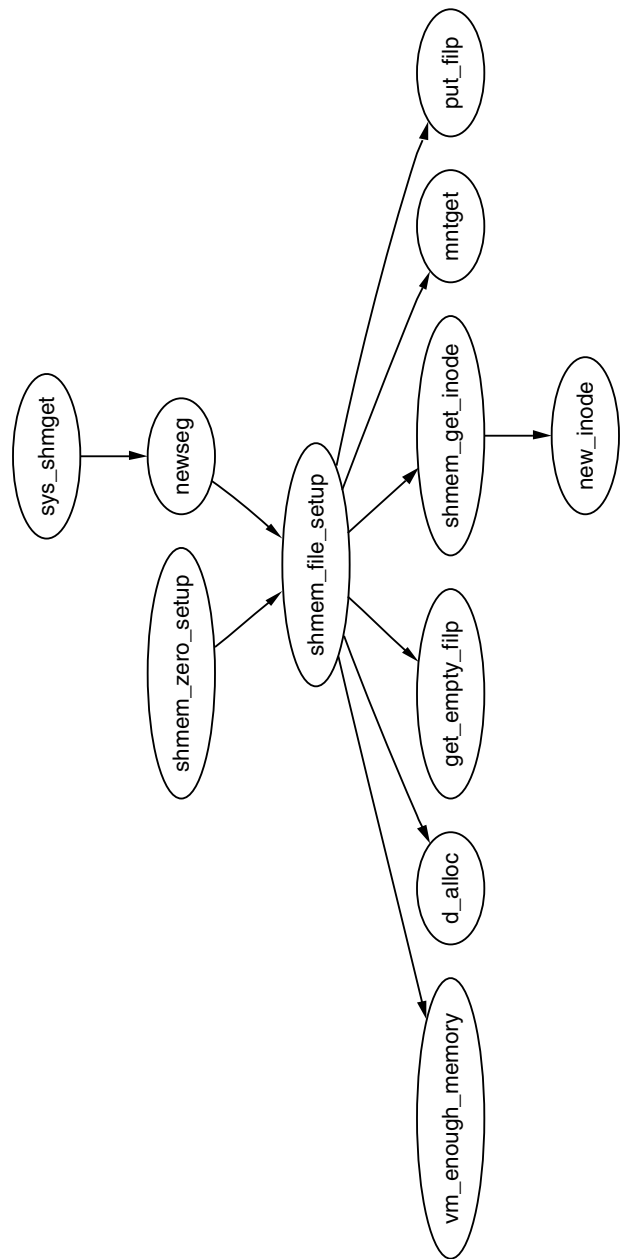 sys_shmget
shmem_zero_setup
newseg
shmem_file_setup
vm_enough_memory
d_alloc
get_empty_filp
shmem_get_inode
mntget
put_filp
new_inode